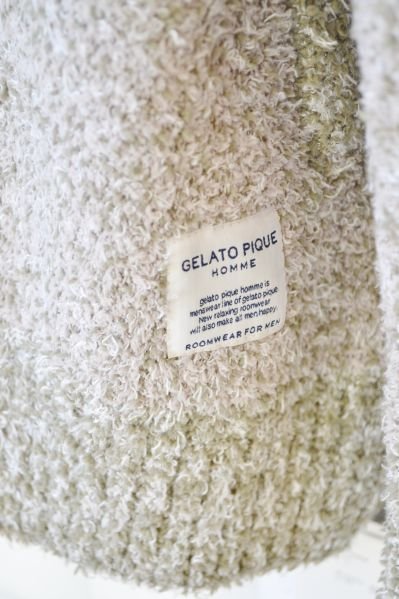 GELATO PIQUE
HOMME
gelato pique homme is
menswear line of gelato pique
New relaxing roomwear
will also make all men happy.
ROOMWEAR FOR MEN